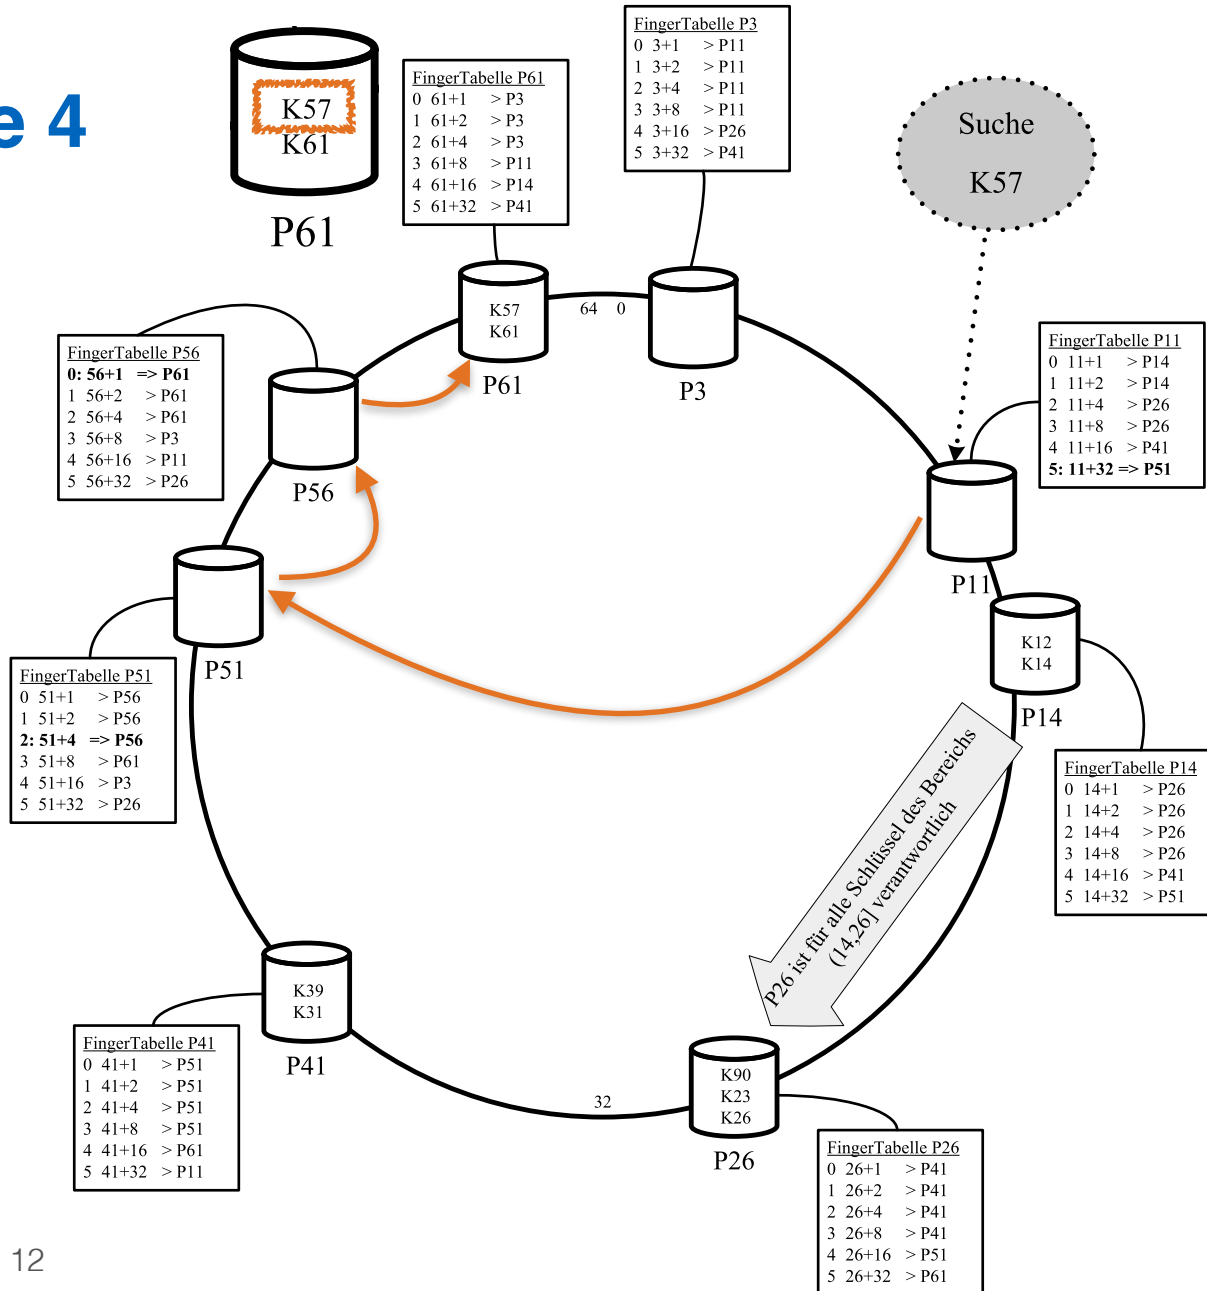 e 4
K57
K61
P61
FingerTabelle P61
0 61+1 > P3
1 61+2 > P3
2 61+4 > P3
3 61+8 > P11
4 61+16 > P14
5 61+32 > P41
FingerTabelle P3
0 3+1 > P11
1 3+2 > P11
2 3+4 > P11
3 3+8 > P11
4 3+16 > P26
5 3+32 > P41
Suche
K57
K57
K61
P61
64 0
P3
FingerTabelle P56
0: 56+1 => P61
1 56+2 > P61
2 56+4 > P61
3 56+8 > P3
4 56+16 > P11
5 56+32 > P26
P56
FingerTabelle P11
0 11+1 > P14
1 11+2 > P14
2 11+4 > P26
3 11+8 > P26
4 11+16 > P41
5: 11+32 => P51
P11
P51
K12
K14
P14
FingerTabelle P51
0 51+1 > P56
1 51+2 > P56
2: 51+4 => P56
3 51+8 > P61
4 51+16 > P3
5 51+32 > P26
P26 ist für alle Schlüssel des Bereichs
(14,26] verantwortlich
FingerTabelle P14
0 14+1 > P26
1 14+2 > P26
2 14+4 > P26
3 14+8 > P26
4 14+16 > P41
5 14+32 > P51
K39
K31
P41
FingerTabelle P41
0 41+1 > P51
1 41+2 > P51
2 41+4 > P51
3 41+8 > P51
4 41+16 > P61
5 41+32 > P11
32
K90
K23
K26
P26
FingerTabelle P26
0 26+1 > P41
1 26+2 > P41
2 26+4 > P41
3 26+8 > P41
4 26+16 > P51
5 26+32 > P61
12